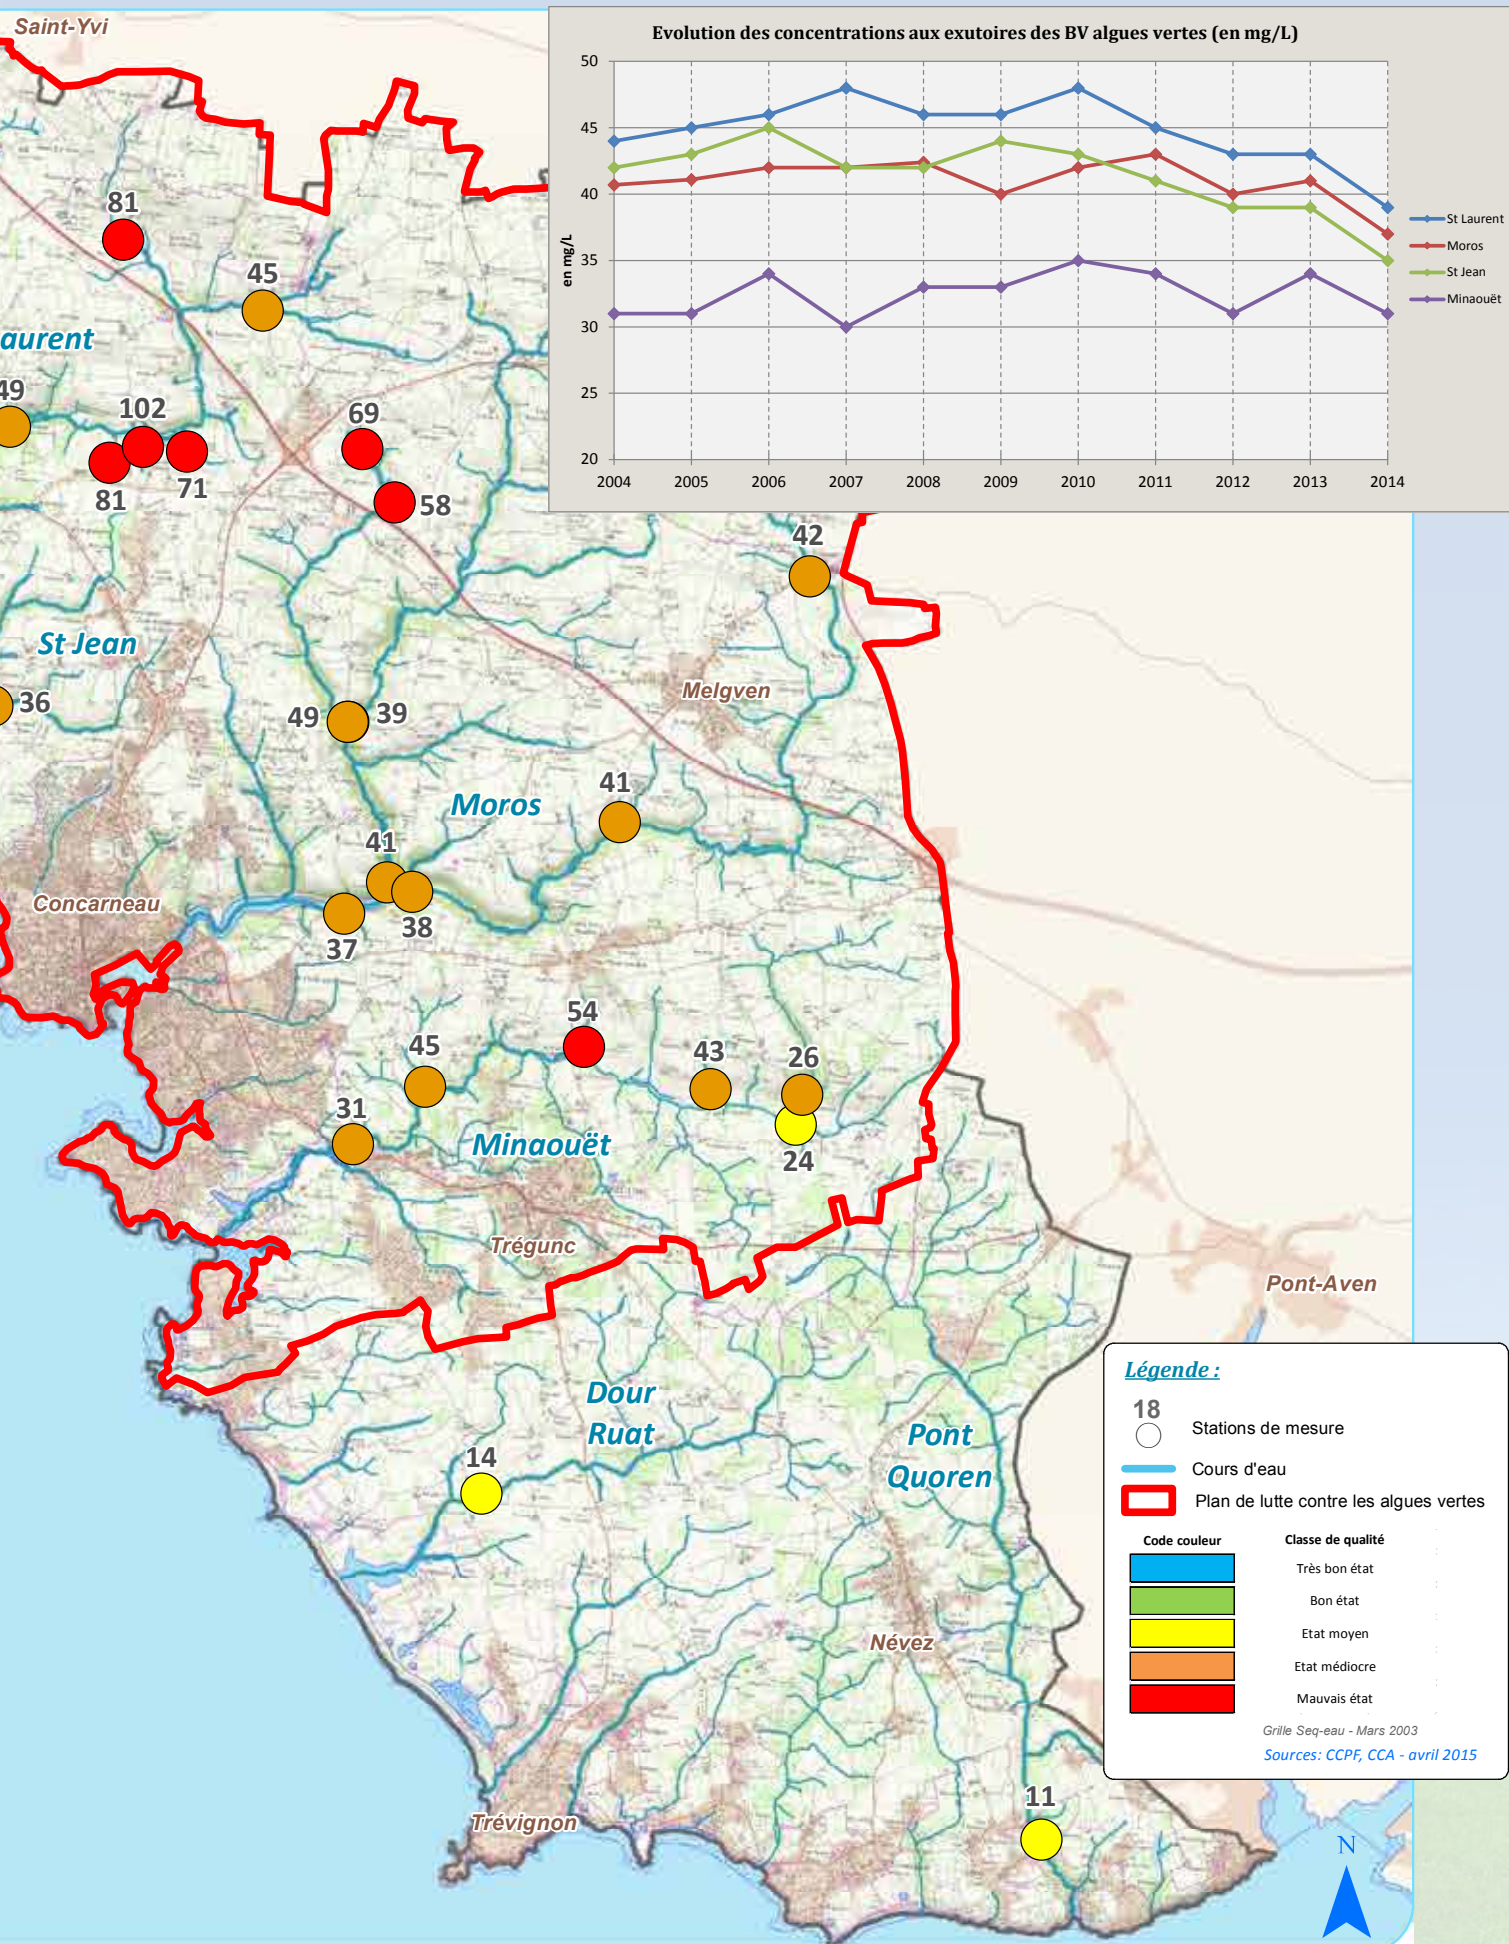 Saint-Yvi
Evolution des concentrations aux exutoires des BV algues vertes (en mg/L)
50
45
40
35
30
25
20
en mg/L
2004 2005 2006 2007 2008 2009 2010 2011 2012 2013 2014
St Laurent
Moros
St Jean
Minaouët
81
45
aurent
49
102
69
81
71
58
42
St Jean
Melgven
36
49
39
41
Moros
41
Concarneau
38
37
54
45
43
26
31
Minaouët
24
Trégunc
Pont-Aven
Dour
Ruat
Pont
Quoren
14
Névez
Trévignon
11
Légende :
18
Stations de mesure
Cours d'eau
Plan de lutte contre les algues vertes
Code couleur Classe de qualité
Très bon état
Bon état
Etat moyen
Etat médiocre
Mauvais état
Grille Seq-eau - Mars 2003
Sources: CCPF, CCA - avril 2015
N